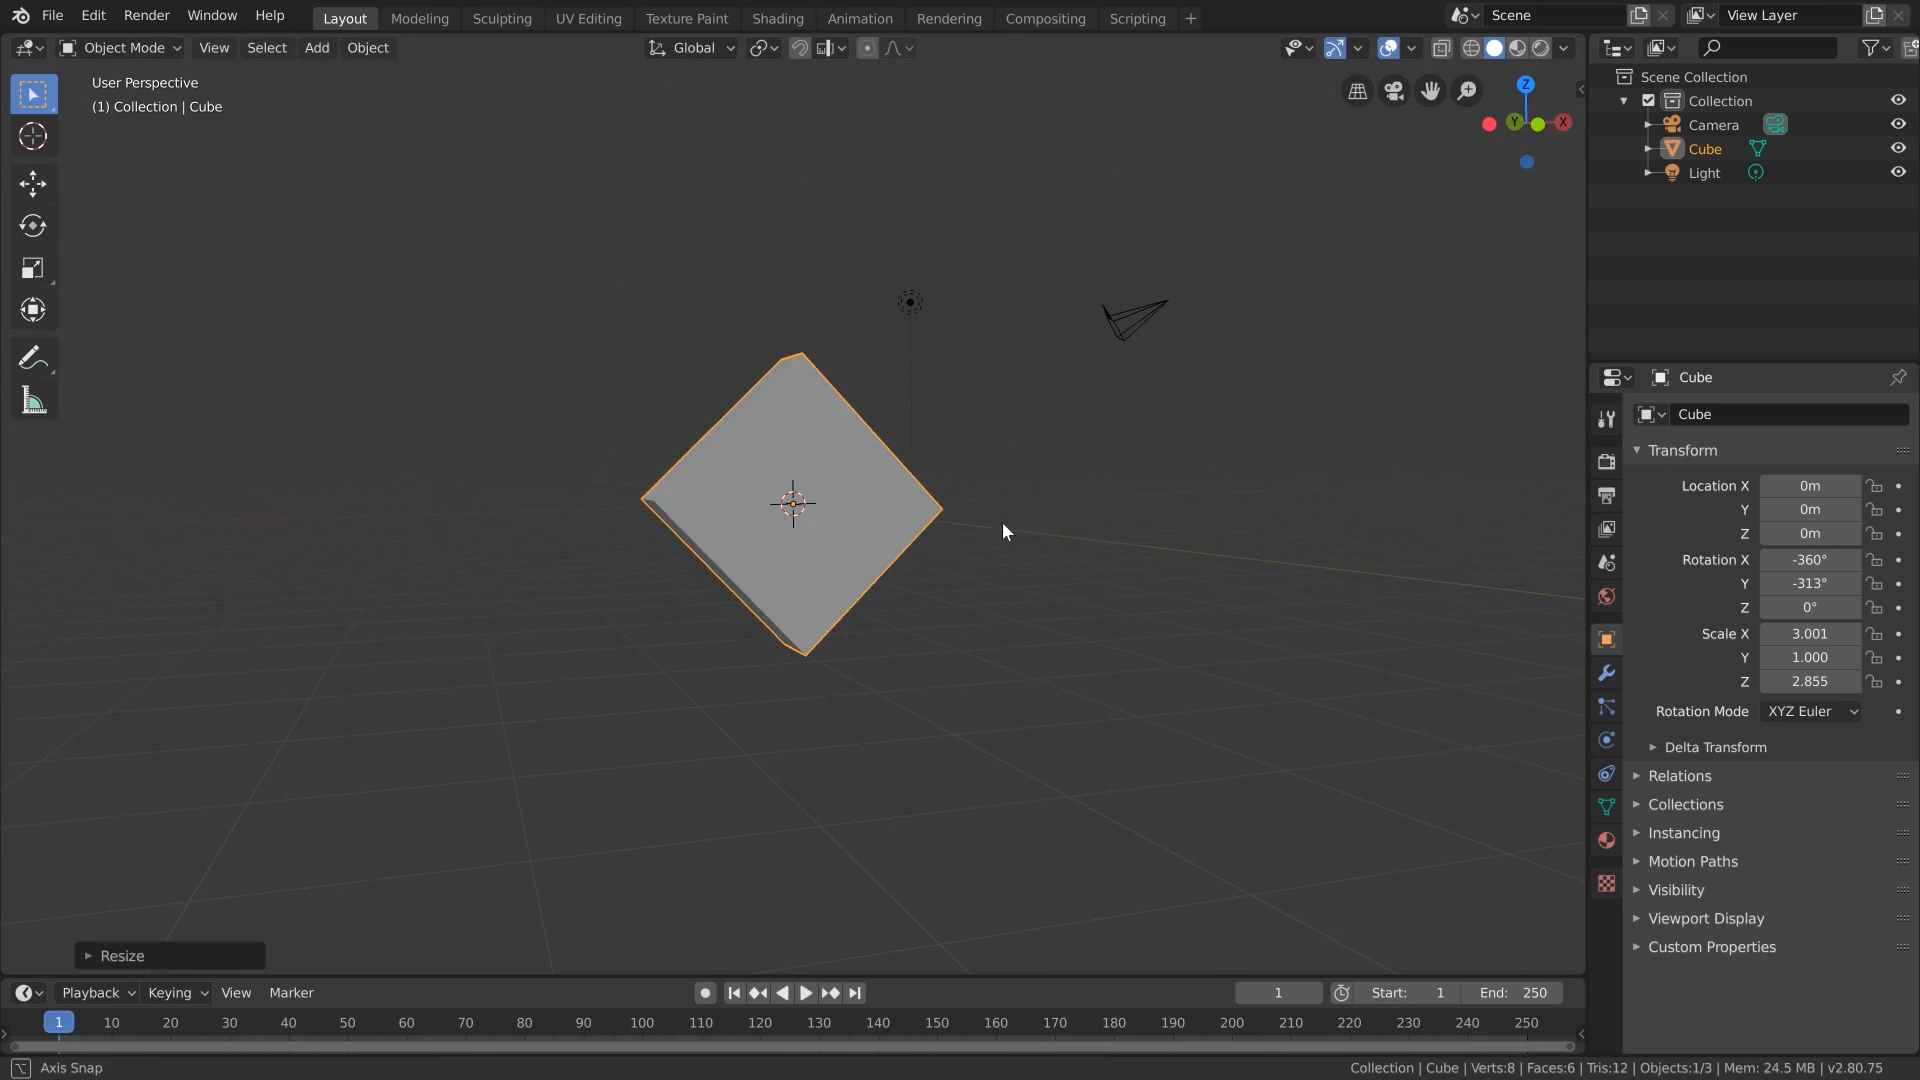 File Edit Render Window Help Layout Modeling Sculpting UV Editing Texture Paint Shading Animation Rendering Compositing Scripting + Scene View Layer
Object Mode View Select Add Object Global
User Perspective
(1) Collection | Cube
Z
Y X
Scene Collection
Collection
Camera
Cube
Light
Cube
Cube
Transform
Location X 0m
Y 0m
Z 0m
Rotation X -360°
Y -313°
Z 0°
Scale X 3.001
Y 1.000
Z 2.855
Rotation Mode XYZ Euler
Delta Transform
Relations
Collections
Instancing
Motion Paths
Visibility
Viewport Display
Custom Properties
Resize
Playback Keying View Marker 1 Start: 1 End: 250
1 10 20 30 40 50 60 70 80 90 100 110 120 130 140 150 160 170 180 190 200 210 220 230 240 250
Axis Snap
Collection | Cube | Verts:8 | Faces:6 | Tris:12 | Objects:1/3 | Mem: 24.5 MB | v2.80.75